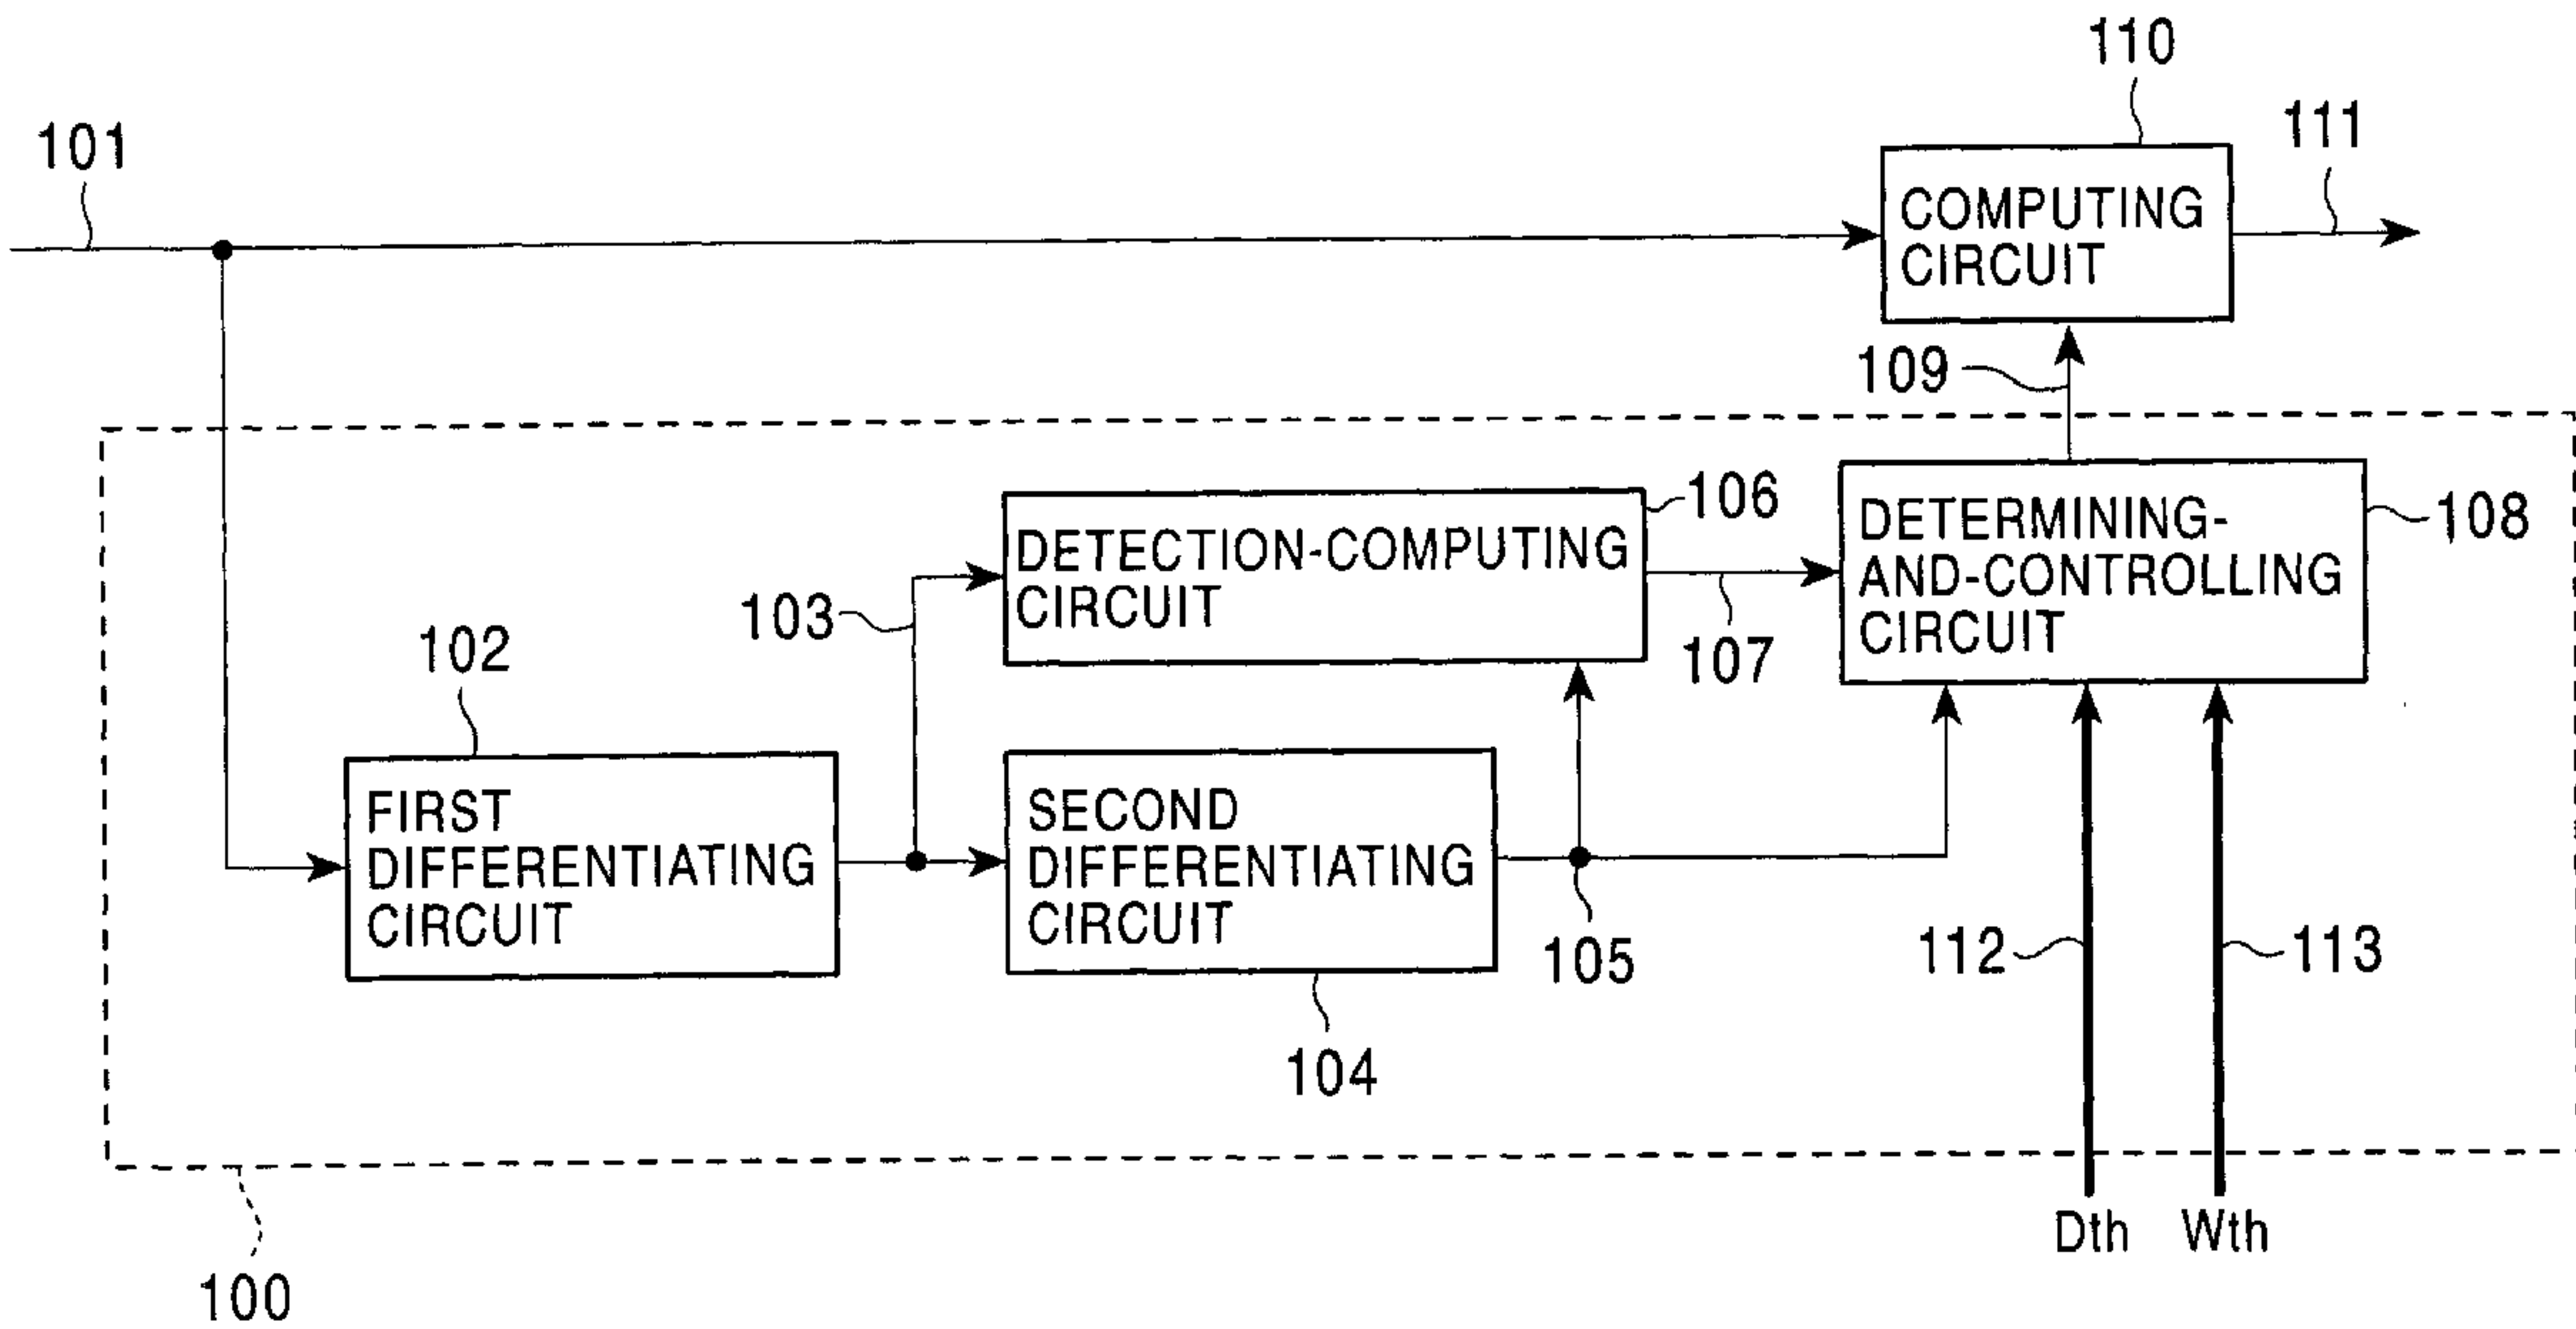 110
101
111
COMPUTING
CIRCUIT
109
106
DETECTION-COMPUTING
CIRCUIT
DETERMINING-
AND-CONTROLLING
CIRCUIT
108
103
107
102
FIRST
DIFFERENTIATING
CIRCUIT
SECOND
DIFFERENTIATING
CIRCUIT
105
112
113
104
Dth
Wth
100